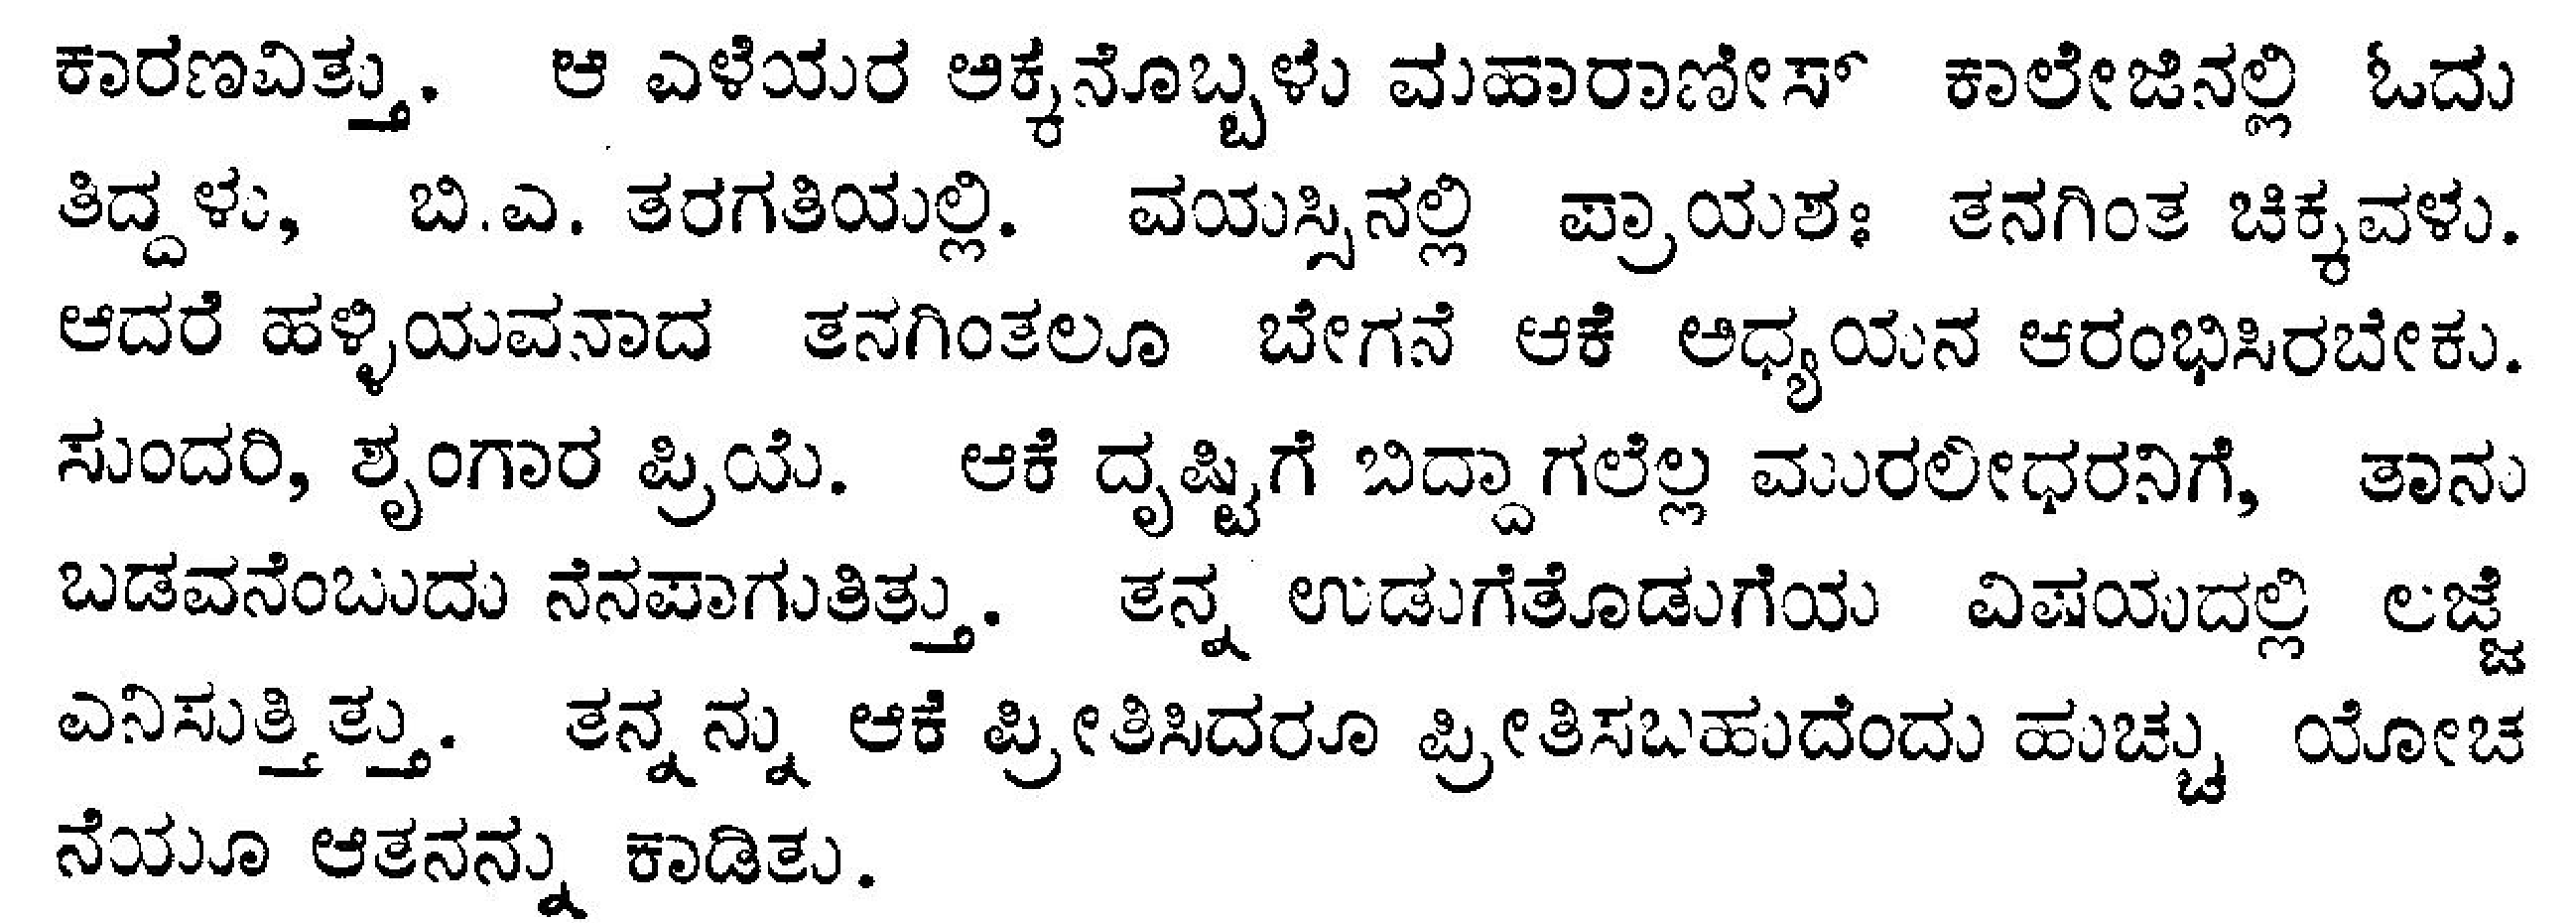 ಕಾರಣವಿತ್ತು. ಆ ಎಳೆಯರ ಅಕ್ಕನೊಬ್ಬಳು ಮಹಾರಾಣೀಸ್ ಕಾಲೇಜಿನಲ್ಲಿ ಓದು
ತಿದ್ದಳು, ಬಿ.ಎ. ತರಗತಿಯಲ್ಲಿ. ವಯಸ್ಸಿನಲ್ಲಿ ಪ್ರಾಯಶಃ ತನಗಿಂತ ಚಿಕ್ಕವಳು.
ಆದರೆ ಹಳ್ಳಿಯವನಾದ ತನಗಿಂತಲೂ ಬೇಗನೆ ಆಕೆ ಅಧ್ಯಯನ ಆರಂಭಿಸಿರಬೇಕು.
ಸುಂದರಿ, ಶೃಂಗಾರ ಪ್ರಿಯೆ. ಆಕೆ ದೃಷ್ಟಿಗೆ ಬಿದ್ದಾಗಲೆಲ್ಲ ಮುರಲೀಧರನಿಗೆ, ತಾನು
ಬಡವನೆಂಬುದು ನೆನಪಾಗುತಿತ್ತು. ತನ್ನ ಉಡುಗೆತೊಡುಗೆಯ ವಿಷಯದಲ್ಲಿ ಲಜ್ಜೆ
ಎನಿಸುತ್ತಿತ್ತು. ತನ್ನನ್ನು ಆಕೆ ಪ್ರೀತಿಸಿದರೂ ಪ್ರೀತಿಸಬಹುದೆಂದು ಹುಚ್ಚು ಯೋಚ
ನೆಯೂ ಆತನನ್ನು ಕಾಡಿತು.